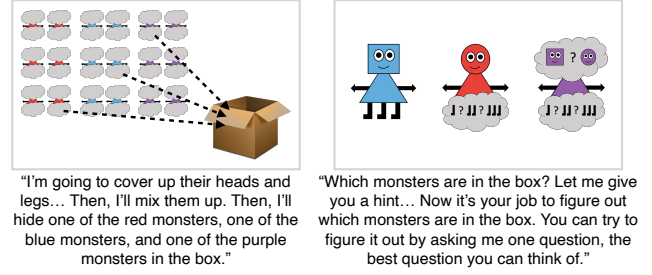 ? ? ?
? ? ?
?
"I'm going to cover up their heads and
legs… Then, I'll mix them up. Then, I'll
hide one of the red monsters, one of the
blue monsters, and one of the purple
monsters in the box."
"Which monsters are in the box? Let me give
you a hint… Now it's your job to figure out
which monsters are in the box. You can try to
figure it out by asking me one question, the
best question you can think of."